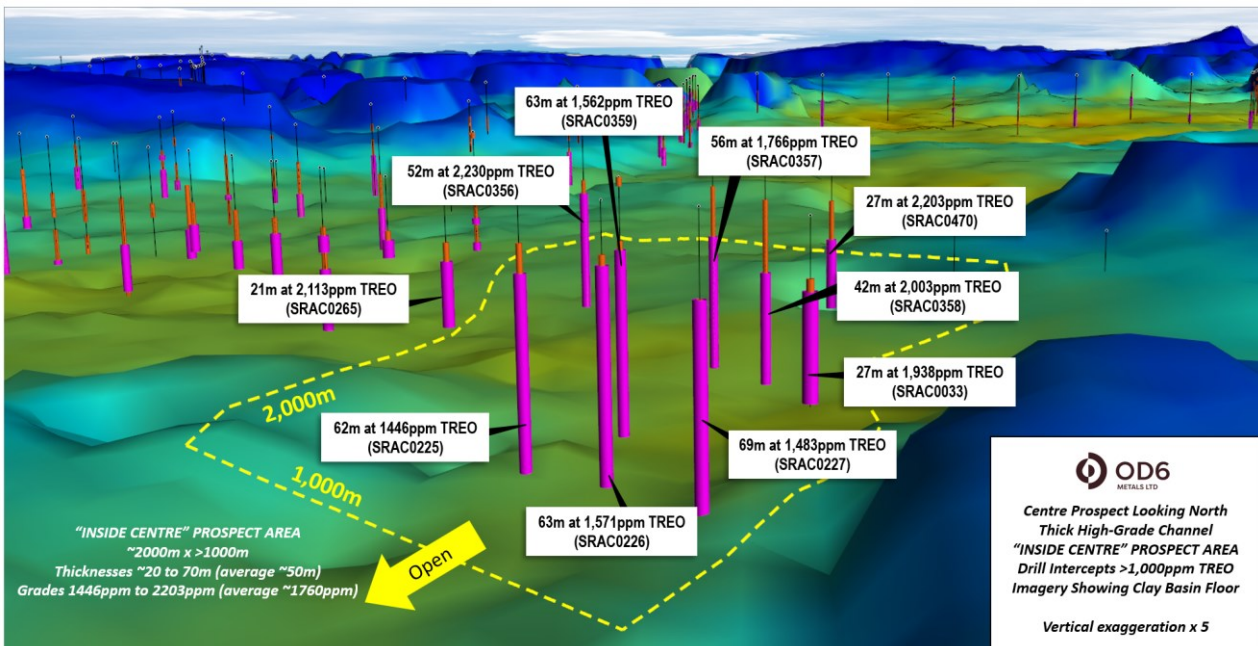 63m at 1,562ppm TREO
(SRAC0359)
56m at 1,766ppm TREO
(SRAC0357)
52m at 2,230ppm TREO
(SRAC0356)
27m at 2,203ppm TREO
(SRAC0470)
21m at 2,113ppm TREO
(SRAC0265)
42m at 2,003ppm TREO
(SRAC0358)
27m at 1,938ppm TREO
(SRAC0033)
2,000m
62m at 1446ppm TREO
(SRAC0225)
69m at 1,483ppm TREO
(SRAC0227)
1,000m
63m at 1,571ppm TREO
(SRAC0226)
Open
"INSIDE CENTRE" PROSPECT AREA
~2000m x >1000m
Thicknesses ~20 to 70m (average ~50m)
Grades 1446ppm to 2203ppm (average ~1760ppm)
OD6
METALS LTD
Centre Prospect Looking North
Thick High-Grade Channel
"INSIDE CENTRE" PROSPECT AREA
Drill Intercepts >1,000ppm TREO
Imagery Showing Clay Basin Floor
Vertical exaggeration x 5